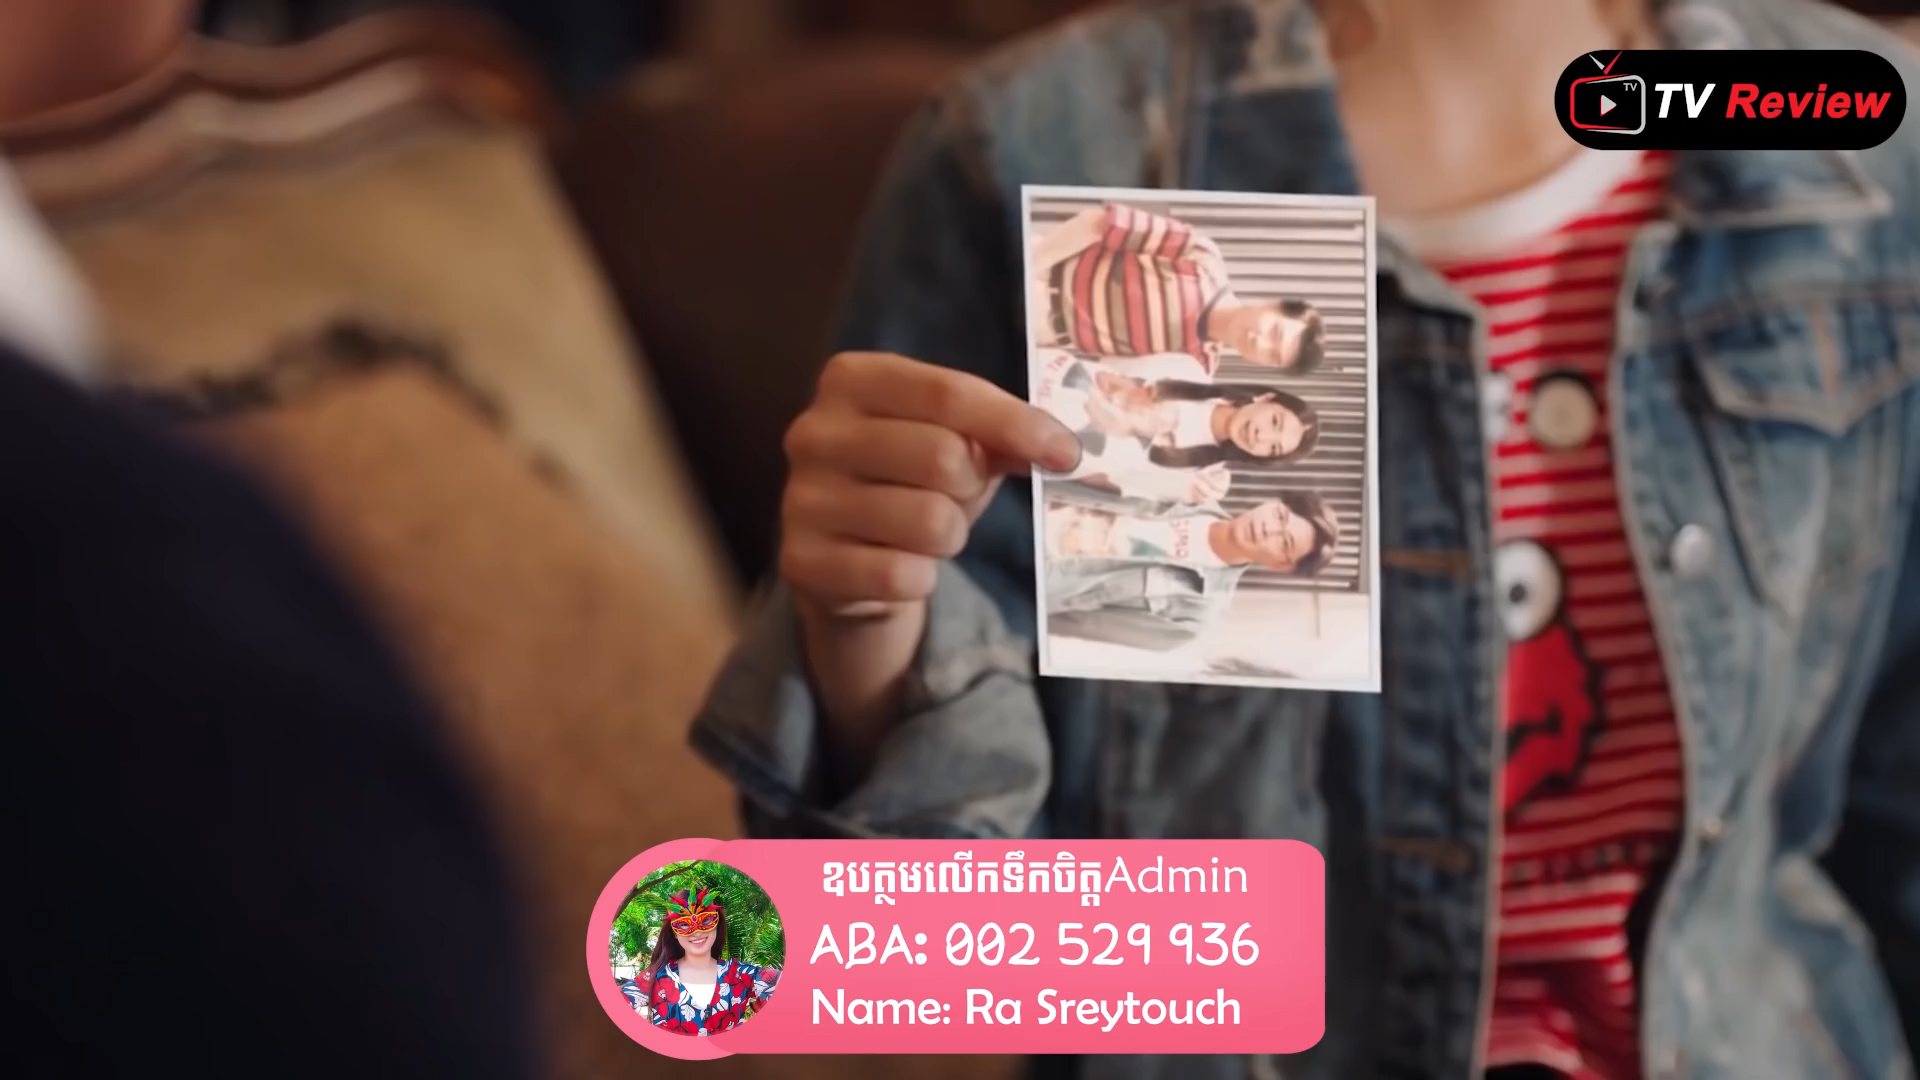 TV
TV Review
ឧបត្ថមលើកទឹកចិត្តAdmin
ABA: 002 529 936
Name: Ra Sreytouch